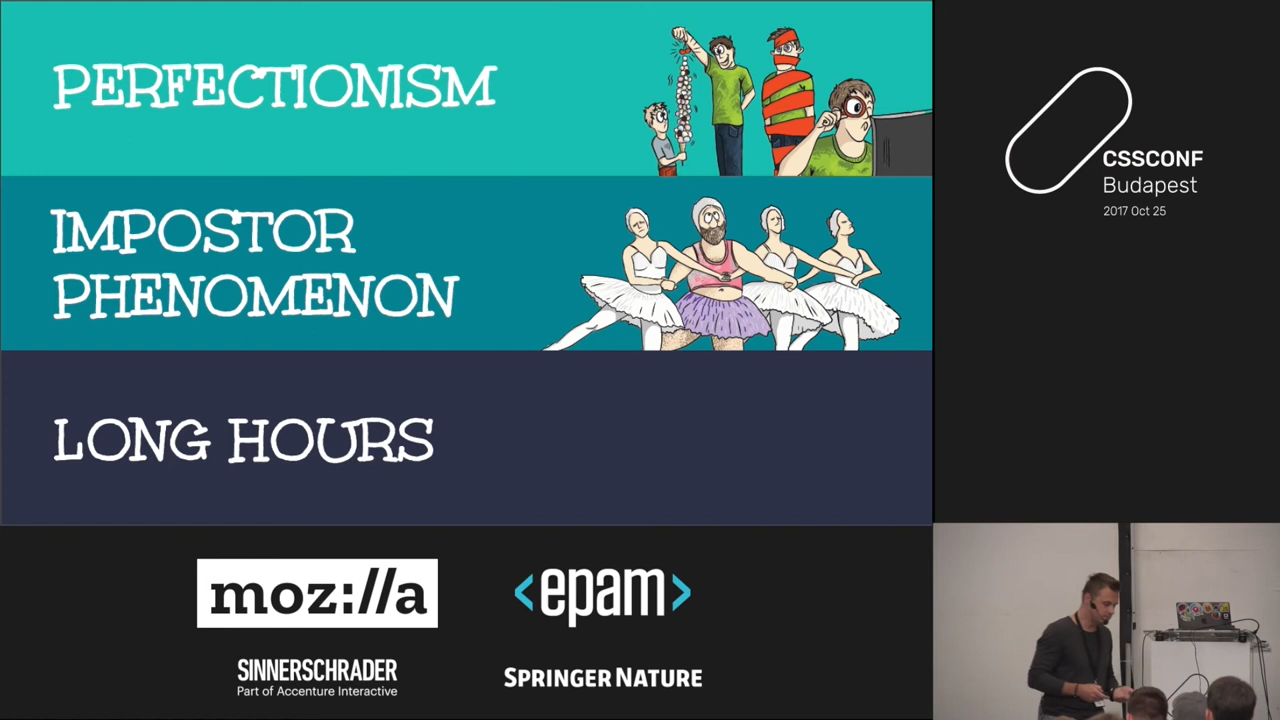 PERFECTIONISM
IMPOSTOR
PHENOMENON
LONG HOURS
CSSCONF
Budapest
2017 Oct 25
moz://a
<epam>
SINNERSCHRADER
Part of Accenture Interactive
SPRINGER NATURE